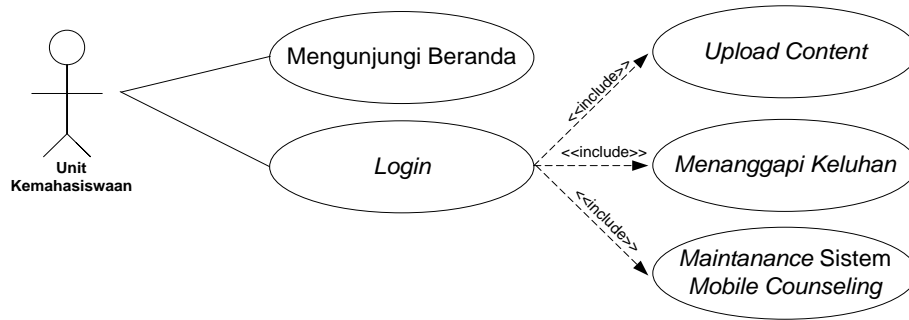 Mengunjungi Beranda
Upload Content
<<include>>
Login
<<include>>
Menanggapi Keluhan
<<include>>
Maintanance Sistem
Mobile Counseling
Unit
Kemahasiswaan